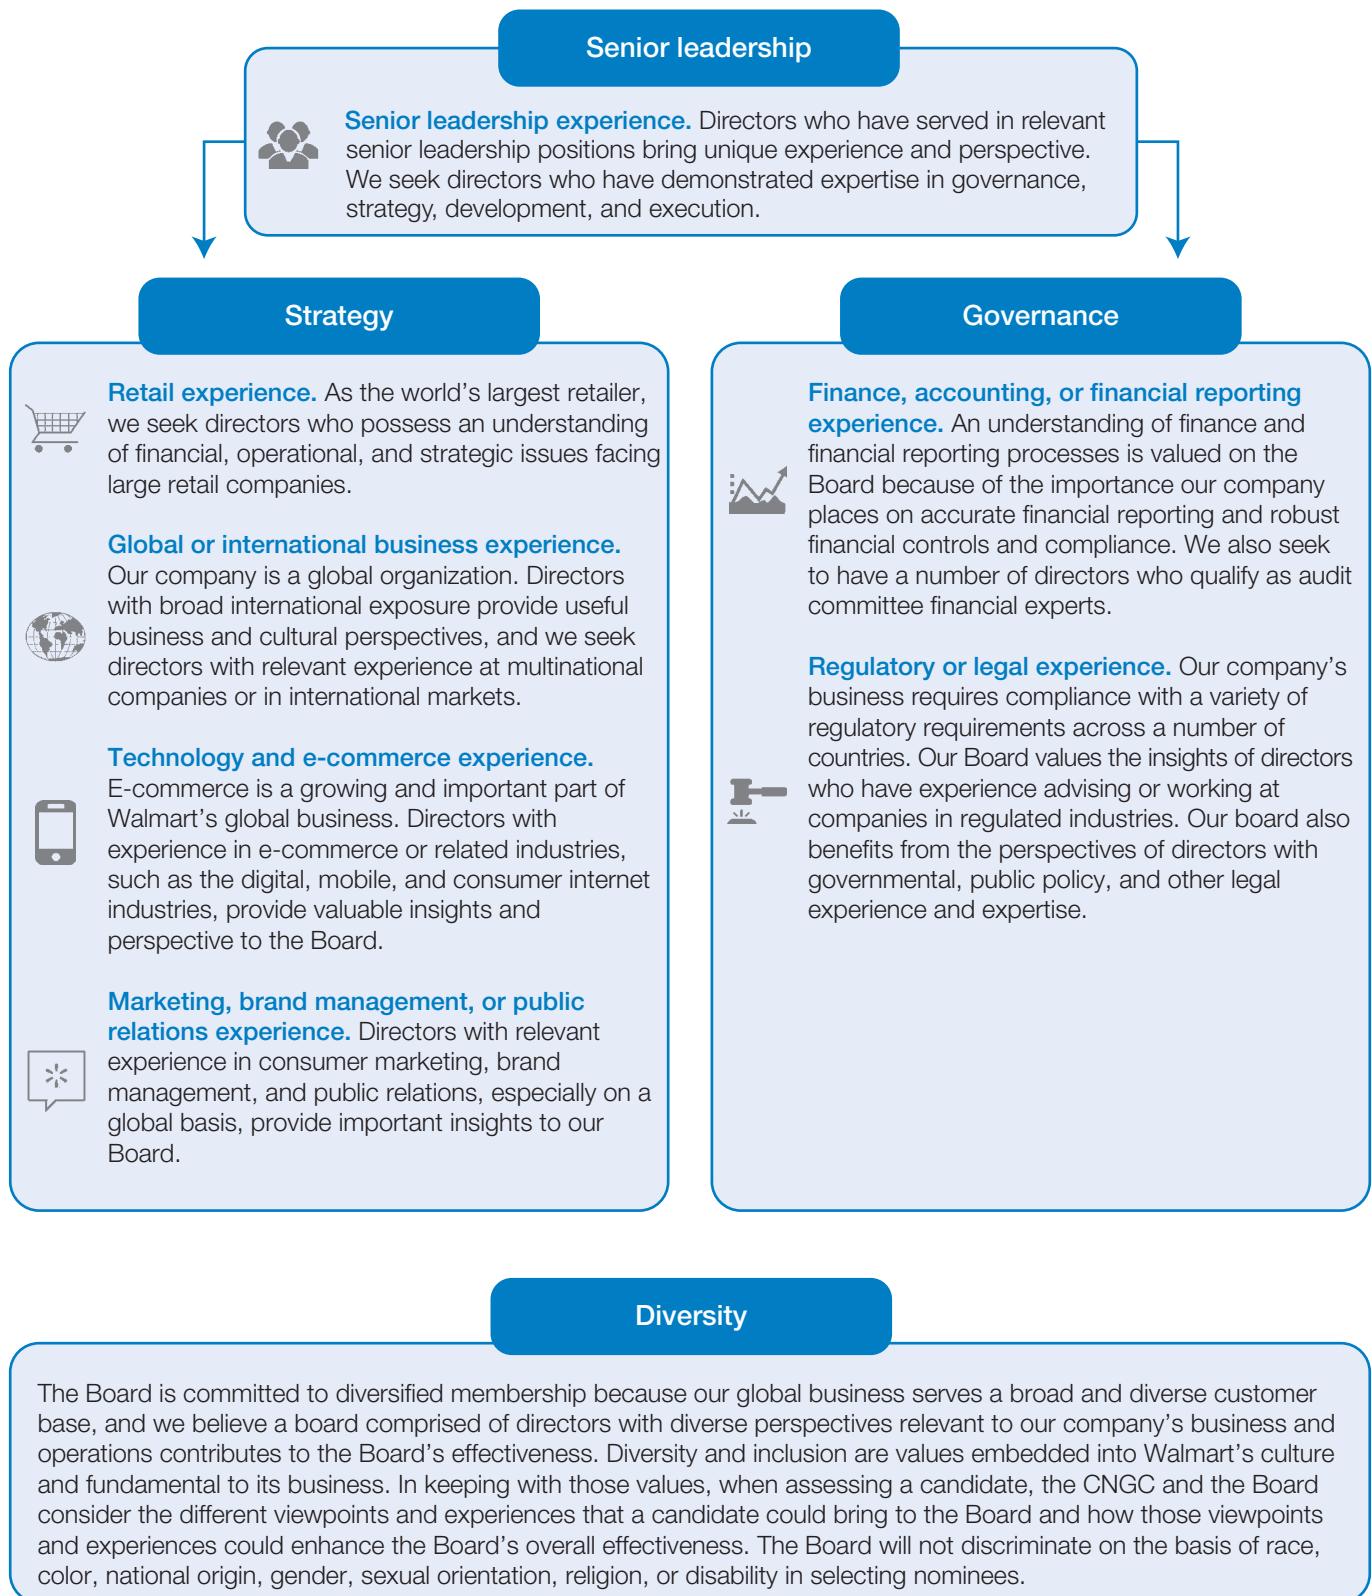 Senior leadership
Senior leadership experience. Directors who have served in relevant
senior leadership positions bring unique experience and perspective.
We seek directors who have demonstrated expertise in governance,
strategy, development, and execution.
Strategy
Retail experience. As the world's largest retailer,
we seek directors who possess an understanding
of financial, operational, and strategic issues facing
large retail companies.
Global or international business experience.
Our company is a global organization. Directors
with broad international exposure provide useful
business and cultural perspectives, and we seek
directors with relevant experience at multinational
companies or in international markets.
Technology and e-commerce experience.
E-commerce is a growing and important part of
Walmart's global business. Directors with
experience in e-commerce or related industries,
such as the digital, mobile, and consumer internet
industries, provide valuable insights and
perspective to the Board.
Marketing, brand management, or public
relations experience. Directors with relevant
experience in consumer marketing, brand
management, and public relations, especially on a
global basis, provide important insights to our
Board.
Governance
Finance, accounting, or financial reporting
experience. An understanding of finance and
financial reporting processes is valued on the
Board because of the importance our company
places on accurate financial reporting and robust
financial controls and compliance. We also seek
to have a number of directors who qualify as audit
committee financial experts.
Regulatory or legal experience. Our company's
business requires compliance with a variety of
regulatory requirements across a number of
countries. Our Board values the insights of directors
who have experience advising or working at
companies in regulated industries. Our board also
benefits from the perspectives of directors with
governmental, public policy, and other legal
experience and expertise.
Diversity
The Board is committed to diversified membership because our global business serves a broad and diverse customer
base, and we believe a board comprised of directors with diverse perspectives relevant to our company's business and
operations contributes to the Board's effectiveness. Diversity and inclusion are values embedded into Walmart's culture
and fundamental to its business. In keeping with those values, when assessing a candidate, the CNGC and the Board
consider the different viewpoints and experiences that a candidate could bring to the Board and how those viewpoints
and experiences could enhance the Board's overall effectiveness. The Board will not discriminate on the basis of race,
color, national origin, gender, sexual orientation, religion, or disability in selecting nominees.